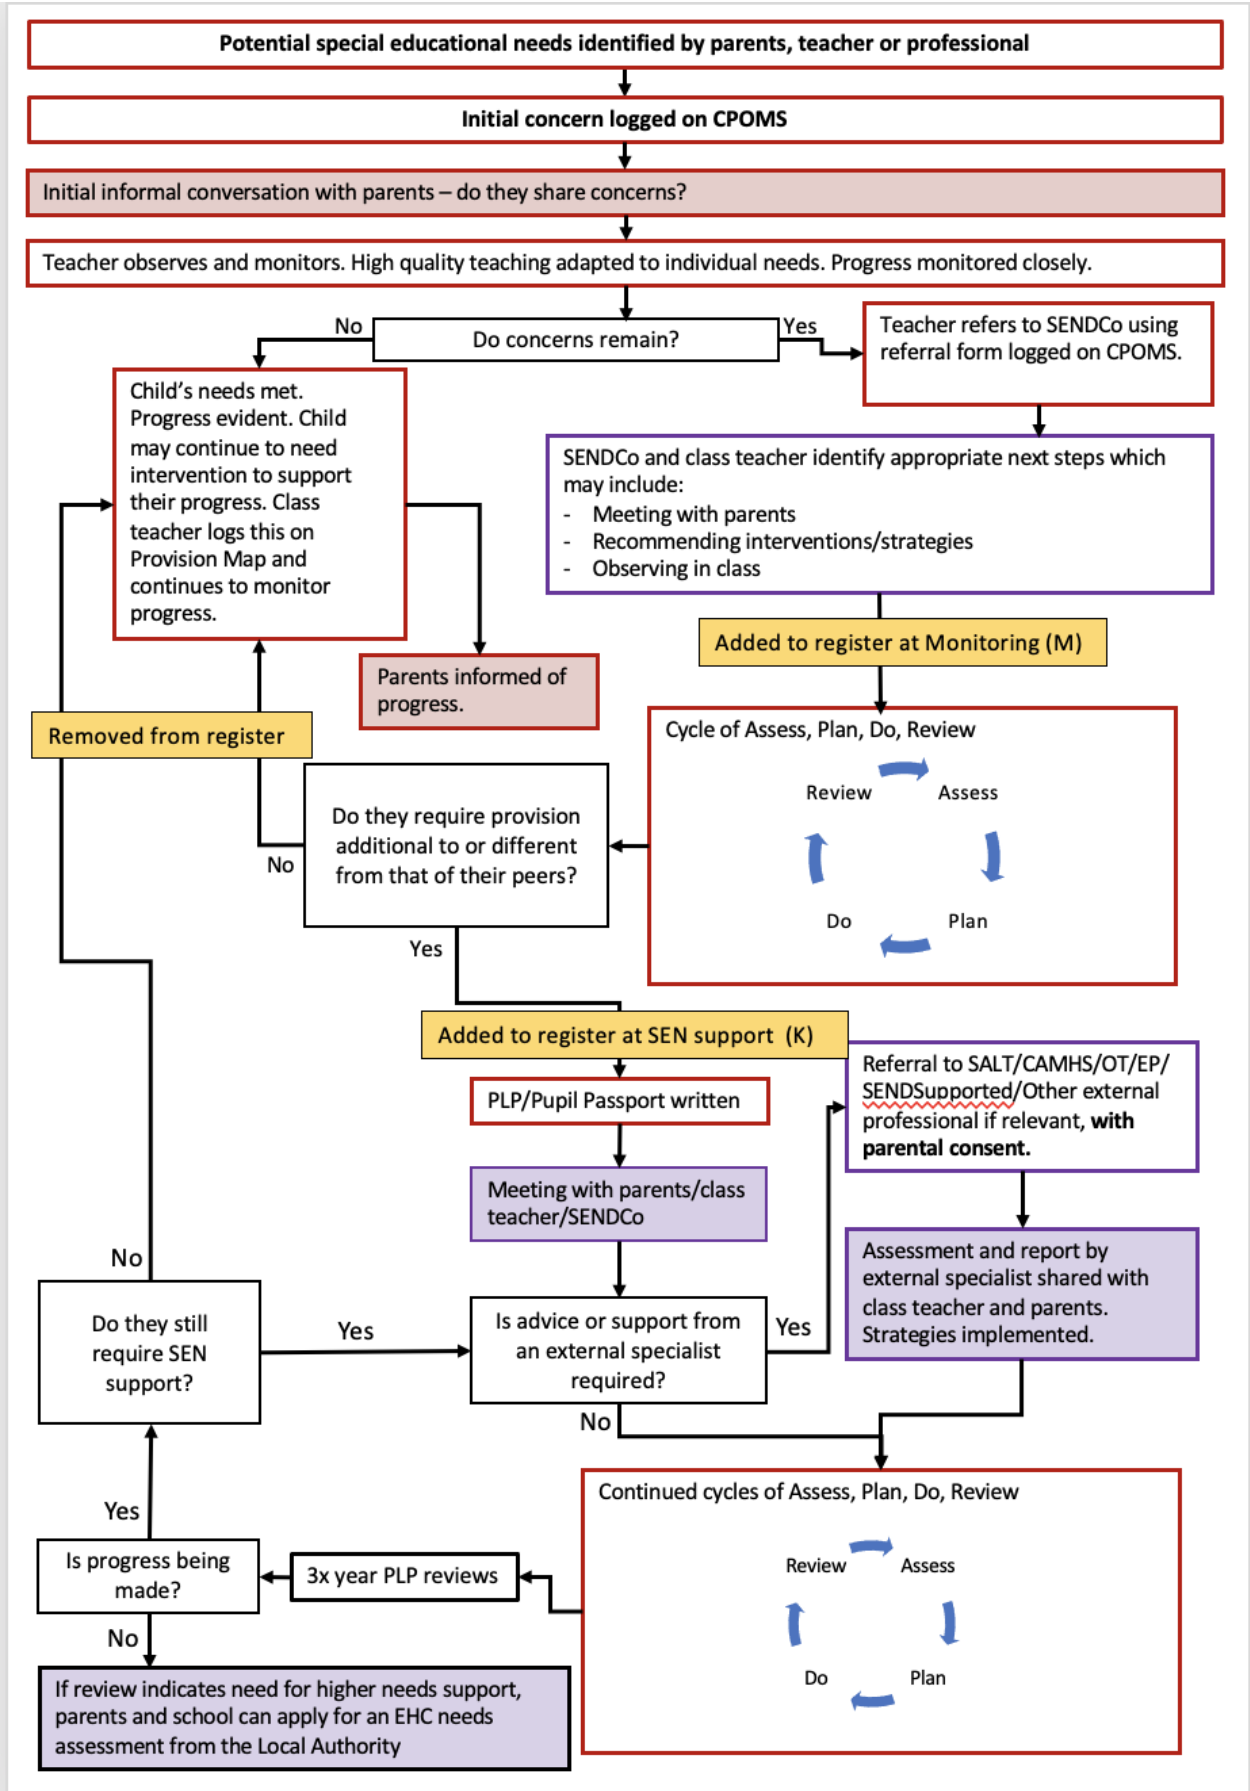 Potential special educational needs identified by parents, teacher or professional
Initial concern logged on CPOMS
Initial informal conversation with parents – do they share concerns?
Teacher observes and monitors. High quality teaching adapted to individual needs. Progress monitored closely.
No
Do concerns remain?
Yes
Teacher refers to SENDCo using
referral form logged on CPOMS.
Child's needs met.
Progress evident. Child
may continue to need
intervention to support
their progress. Class
teacher logs this on
Provision Map and
continues to monitor
progress.
SENDCo and class teacher identify appropriate next steps which
may include:
- Meeting with parents
- Recommending interventions/strategies
- Observing in class
Added to register at Monitoring (M)
Parents informed of
progress.
Removed from register
Cycle of Assess, Plan, Do, Review
Review
Assess
Do
Plan
Do they require provision
additional to or different
from that of their peers?
No
Yes
Added to register at SEN support (K)
PLP/Pupil Passport written
Referral to SALT/CAMHS/OT/EP/
SENDSupported/Other external
professional if relevant, with
parental consent.
Meeting with parents/class
teacher/SENDCo
Assessment and report by
external specialist shared with
class teacher and parents.
Strategies implemented.
No
Do they still
require SEN
support?
Yes
Is advice or support from
an external specialist
required?
Yes
No
Continued cycles of Assess, Plan, Do, Review
Review
Assess
Do
Plan
Yes
Is progress being
made?
3x year PLP reviews
No
If review indicates need for higher needs support,
parents and school can apply for an EHC needs
assessment from the Local Authority